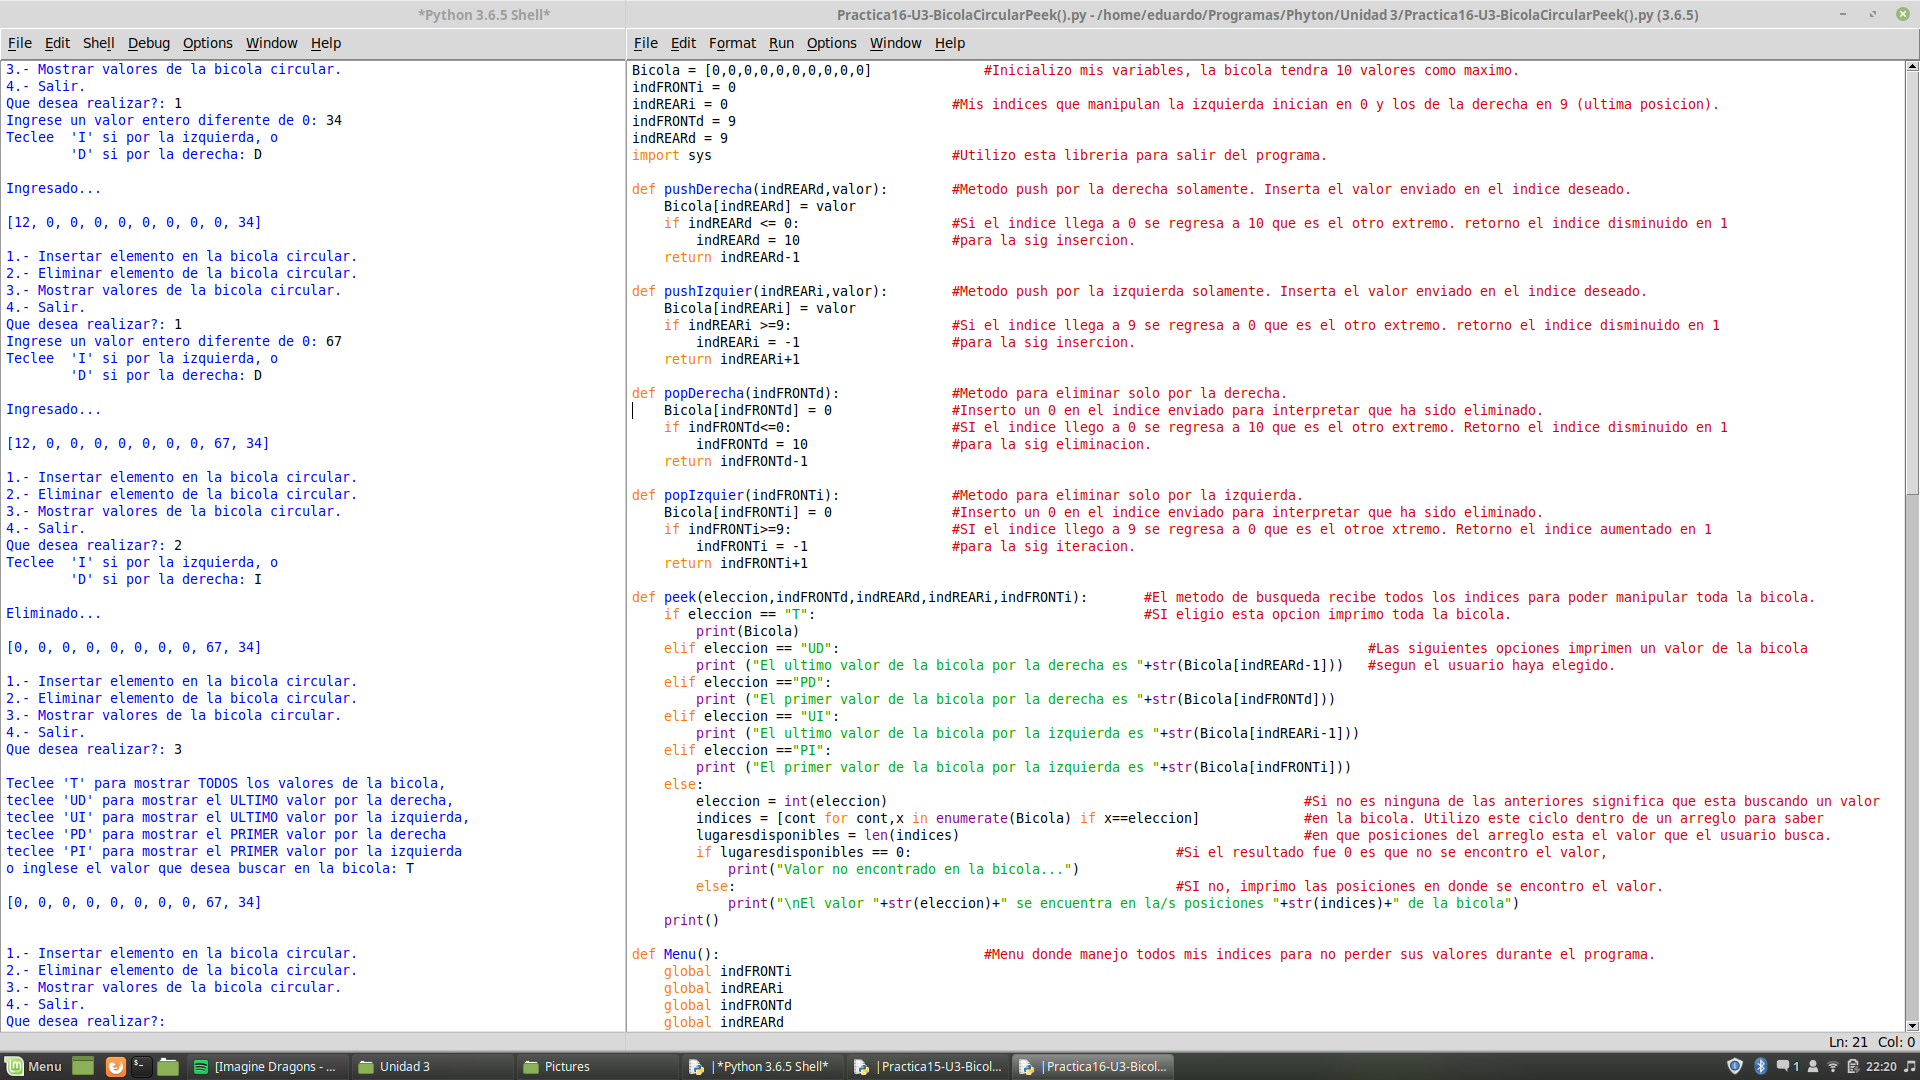 *Python 3.6.5 Shell*
File Edit Shell Debug Options Window Help
3.- Mostrar valores de la bicola circular.
4.- Salir.
Que desea realizar?: 1
Ingrese un valor entero diferente de 0: 34
Teclee  'I' si por la izquierda, o
        'D' si por la derecha: D
Ingresado...
[12, 0, 0, 0, 0, 0, 0, 0, 0, 34]
1.- Insertar elemento en la bicola circular.
2.- Eliminar elemento de la bicola circular.
3.- Mostrar valores de la bicola circular.
4.- Salir.
Que desea realizar?: 1
Ingrese un valor entero diferente de 0: 67
Teclee  'I' si por la izquierda, o
        'D' si por la derecha: D
Ingresado...
[12, 0, 0, 0, 0, 0, 0, 0, 67, 34]
1.- Insertar elemento en la bicola circular.
2.- Eliminar elemento de la bicola circular.
3.- Mostrar valores de la bicola circular.
4.- Salir.
Que desea realizar?: 2
Teclee  'I' si por la izquierda, o
        'D' si por la derecha: I
Eliminado...
[0, 0, 0, 0, 0, 0, 0, 0, 67, 34]
1.- Insertar elemento en la bicola circular.
2.- Eliminar elemento de la bicola circular.
3.- Mostrar valores de la bicola circular.
4.- Salir.
Que desea realizar?: 3
Teclee 'T' para mostrar TODOS los valores de la bicola,
teclee 'UD' para mostrar el ULTIMO valor por la derecha,
teclee 'UI' para mostrar el ULTIMO valor por la izquierda,
teclee 'PD' para mostrar el PRIMER valor por la derecha
teclee 'PI' para mostrar el PRIMER valor por la izquierda
o inglese el valor que desea buscar en la bicola: T
[0, 0, 0, 0, 0, 0, 0, 0, 67, 34]
1.- Insertar elemento en la bicola circular.
2.- Eliminar elemento de la bicola circular.
3.- Mostrar valores de la bicola circular.
4.- Salir.
Que desea realizar?:
Practica16-U3-BicolaCircularPeek().py - /home/eduardo/Programas/Phyton/Unidad 3/Practica16-U3-BicolaCircularPeek().py (3.6.5)
File Edit Format Run Options Window Help
Bicola = [0,0,0,0,0,0,0,0,0,0]              #Inicializo mis variables, la bicola tendra 10 valores como maximo.
indFRONTi = 0
indREARi = 0                            #Mis indices que manipulan la izquierda inician en 0 y los de la derecha en 9 (ultima posicion).
indFRONTd = 9
indREARd = 9
import sys                              #Utilizo esta libreria para salir del programa.
def pushDerecha(indREARd,valor):        #Metodo push por la derecha solamente. Inserta el valor enviado en el indice deseado.
    Bicola[indREARd] = valor
    if indREARd <= 0:                   #Si el indice llega a 0 se regresa a 10 que es el otro extremo. retorno el indice disminuido en 1
        indREARd = 10                   #para la sig insercion.
    return indREARd-1
def pushIzquier(indREARi,valor):        #Metodo push por la izquierda solamente. Inserta el valor enviado en el indice deseado.
    Bicola[indREARi] = valor
    if indREARi >=9:                    #Si el indice llega a 9 se regresa a 0 que es el otro extremo. retorno el indice disminuido en 1
        indREARi = -1                   #para la sig insercion.
    return indREARi+1
def popDerecha(indFRONTd):              #Metodo para eliminar solo por la derecha.
    Bicola[indFRONTd] = 0               #Inserto un 0 en el indice enviado para interpretar que ha sido eliminado.
    if indFRONTd<=0:                    #SI el indice llego a 0 se regresa a 10 que es el otro extremo. Retorno el indice disminuido en 1
        indFRONTd = 10                  #para la sig eliminacion.
    return indFRONTd-1
def popIzquier(indFRONTi):              #Metodo para eliminar solo por la izquierda.
    Bicola[indFRONTi] = 0               #Inserto un 0 en el indice enviado para interpretar que ha sido eliminado.
    if indFRONTi>=9:                    #SI el indice llego a 9 se regresa a 0 que es el otroe xtremo. Retorno el indice aumentado en 1
        indFRONTi = -1                  #para la sig iteracion.
    return indFRONTi+1
def peek(eleccion,indFRONTd,indREARd,indREARi,indFRONTi):       #El metodo de busqueda recibe todos los indices para poder manipular toda la bicola.
    if eleccion == "T":                                         #SI eligio esta opcion imprimo toda la bicola.
        print(Bicola)
    elif eleccion == "UD":                                                                  #Las siguientes opciones imprimen un valor de la bicola
        print ("El ultimo valor de la bicola por la derecha es "+str(Bicola[indREARd-1]))   #segun el usuario haya elegido.
    elif eleccion =="PD":
        print ("El primer valor de la bicola por la derecha es "+str(Bicola[indFRONTd]))
    elif eleccion == "UI":
        print ("El ultimo valor de la bicola por la izquierda es "+str(Bicola[indREARi-1]))
    elif eleccion =="PI":
        print ("El primer valor de la bicola por la izquierda es "+str(Bicola[indFRONTi]))
    else:
        eleccion = int(eleccion)                                                    #Si no es ninguna de las anteriores significa que esta buscando un valor
        indices = [cont for cont,x in enumerate(Bicola) if x==eleccion]             #en la bicola. Utilizo este ciclo dentro de un arreglo para saber
        lugaresdisponibles = len(indices)                                           #en que posiciones del arreglo esta el valor que el usuario busca.
        if lugaresdisponibles == 0:                                 #Si el resultado fue 0 es que no se encontro el valor,
            print("Valor no encontrado en la bicola...")
        else:                                                       #SI no, imprimo las posiciones en donde se encontro el valor.
            print("\nEl valor "+str(eleccion)+" se encuentra en la/s posiciones "+str(indices)+" de la bicola")
    print()
def Menu():                                 #Menu donde manejo todos mis indices para no perder sus valores durante el programa.
    global indFRONTi
    global indREARi
    global indFRONTd
    global indREARd
Ln: 21 Col: 0
Menu [Imagine Dragons - ... Unidad 3 Pictures |*Python 3.6.5 Shell* |Practica15-U3-Bicol... |Practica16-U3-Bicol... 1 22:20